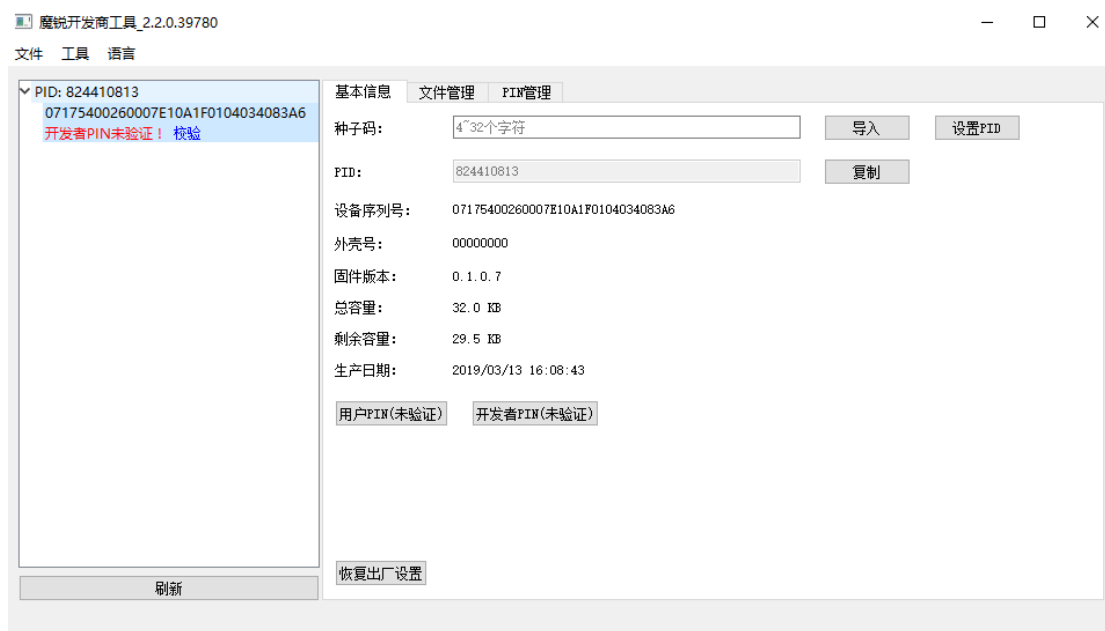 魔锐开发商工具_2.2.0.39780
文件 工具 语言
PID: 824410813
07175400260007E10A1F0104034083A6
开发者PIN未验证！ 校验
刷新
基本信息 文件管理 PIN管理
种子码： 4~32个字符 导入 设置PID
PID： 824410813 复制
设备序列号： 07175400260007E10A1F0104034083A6
外壳号： 00000000
固件版本： 0.1.0.7
总容量： 32.0 KB
剩余容量： 29.5 KB
生产日期： 2019/03/13 16:08:43
用户PIN(未验证) 开发者PIN(未验证)
恢复出厂设置